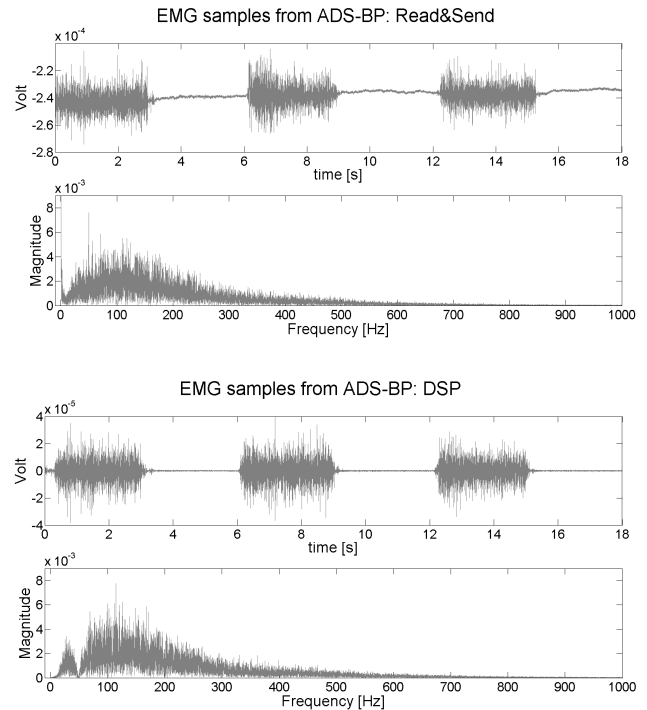 EMG samples from ADS-BP: Read&Send
x 10⁻⁴
-2.2
-2.4
-2.6
-2.8
Volt
0 2 4 6 8 10 12 14 16 18
time [s]
x 10⁻³
8
6
4
2
0
Magnitude
0 100 200 300 400 500 600 700 800 900 1000
Frequency [Hz]
EMG samples from ADS-BP: DSP
x 10⁻⁵
4
2
0
-2
-4
Volt
0 2 4 6 8 10 12 14 16 18
time [s]
x 10⁻³
8
6
4
2
0
Magnitude
0 100 200 300 400 500 600 700 800 900 1000
Frequency [Hz]